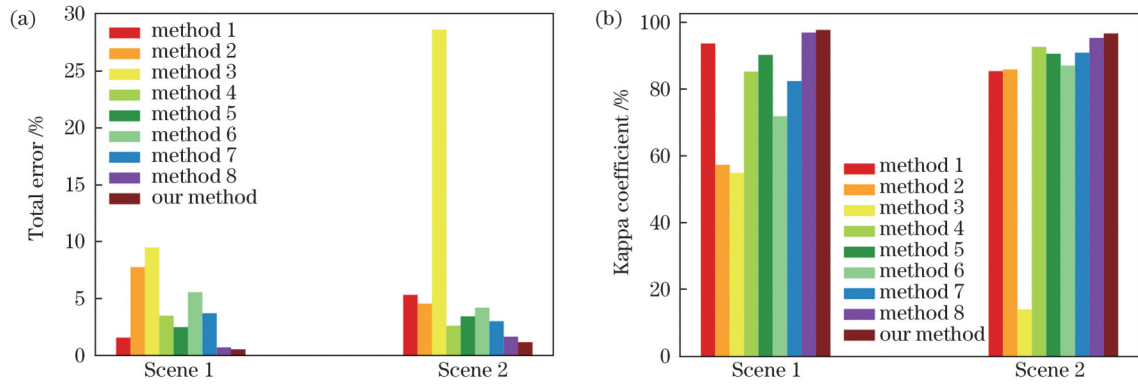 (a)
Total error /%
30
25
20
15
10
5
0
method 1
method 2
method 3
method 4
method 5
method 6
method 7
method 8
our method
Scene 1
Scene 2
(b)
Kappa coefficient /%
100
80
60
40
20
0
method 1
method 2
method 3
method 4
method 5
method 6
method 7
method 8
our method
Scene 1
Scene 2